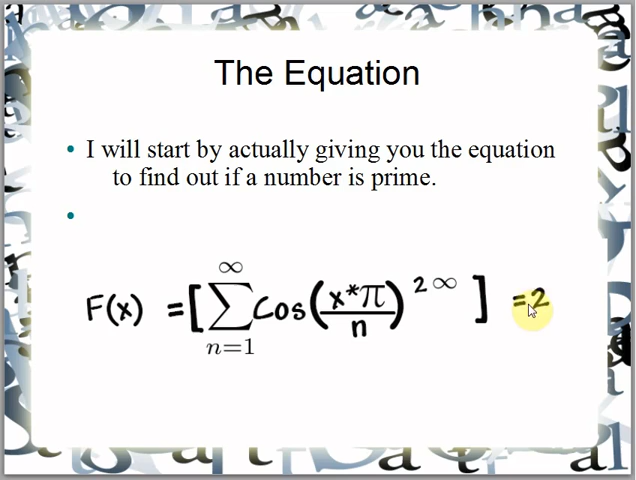 The Equation
• I will start by actually giving you the equation
to find out if a number is prime.
•
F(x) = [ ∑_{n=1}^{∞} Cos(x*π/n)^{2∞} ] =2